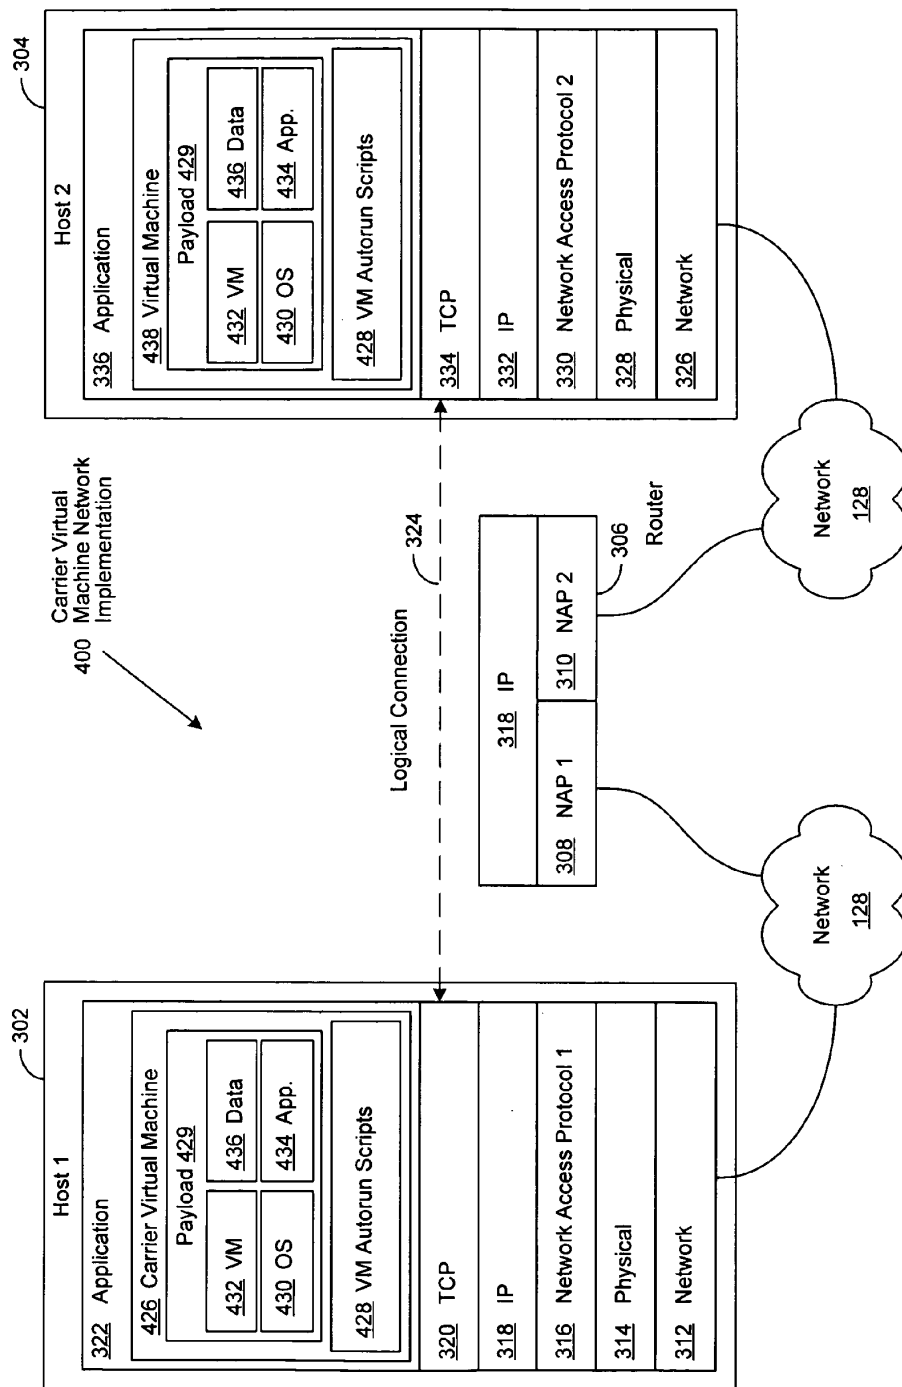 400 Carrier Virtual
Machine Network
Implementation
302
Host 1
322 Application
426 Carrier Virtual Machine
Payload 429
432 VM
436 Data
430 OS
434 App.
428 VM Autorun Scripts
320 TCP
318 IP
316 Network Access Protocol 1
314 Physical
312 Network
Logical Connection
324
318 IP
308 NAP 1
310 NAP 2
306
Router
Network
128
Network
128
304
Host 2
336 Application
438 Virtual Machine
Payload 429
432 VM
436 Data
430 OS
434 App.
428 VM Autorun Scripts
334 TCP
332 IP
330 Network Access Protocol 2
328 Physical
326 Network